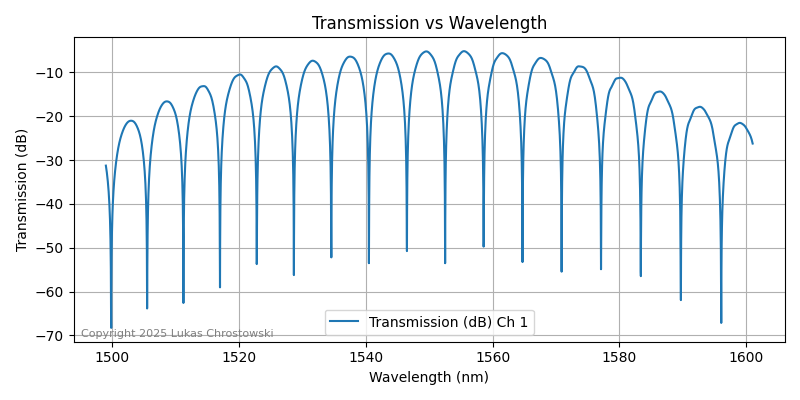 Transmission vs Wavelength
Transmission (dB)
−10
−20
−30
−40
−50
−60
−70
Transmission (dB) Ch 1
Copyright 2025 Lukas Chrostowski
1500 1520 1540 1560 1580 1600
Wavelength (nm)